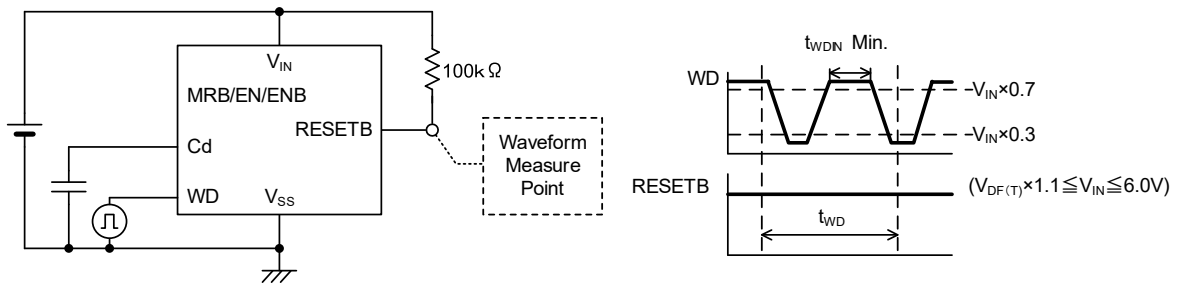 V_IN
MRB/EN/ENB
RESETB
Cd
WD
V_SS
100kΩ
Waveform
Measure
Point
t_WDIN Min.
WD
V_IN×0.7
V_IN×0.3
RESETB
(V_DF(T)×1.1≦V_IN≦6.0V)
t_WD